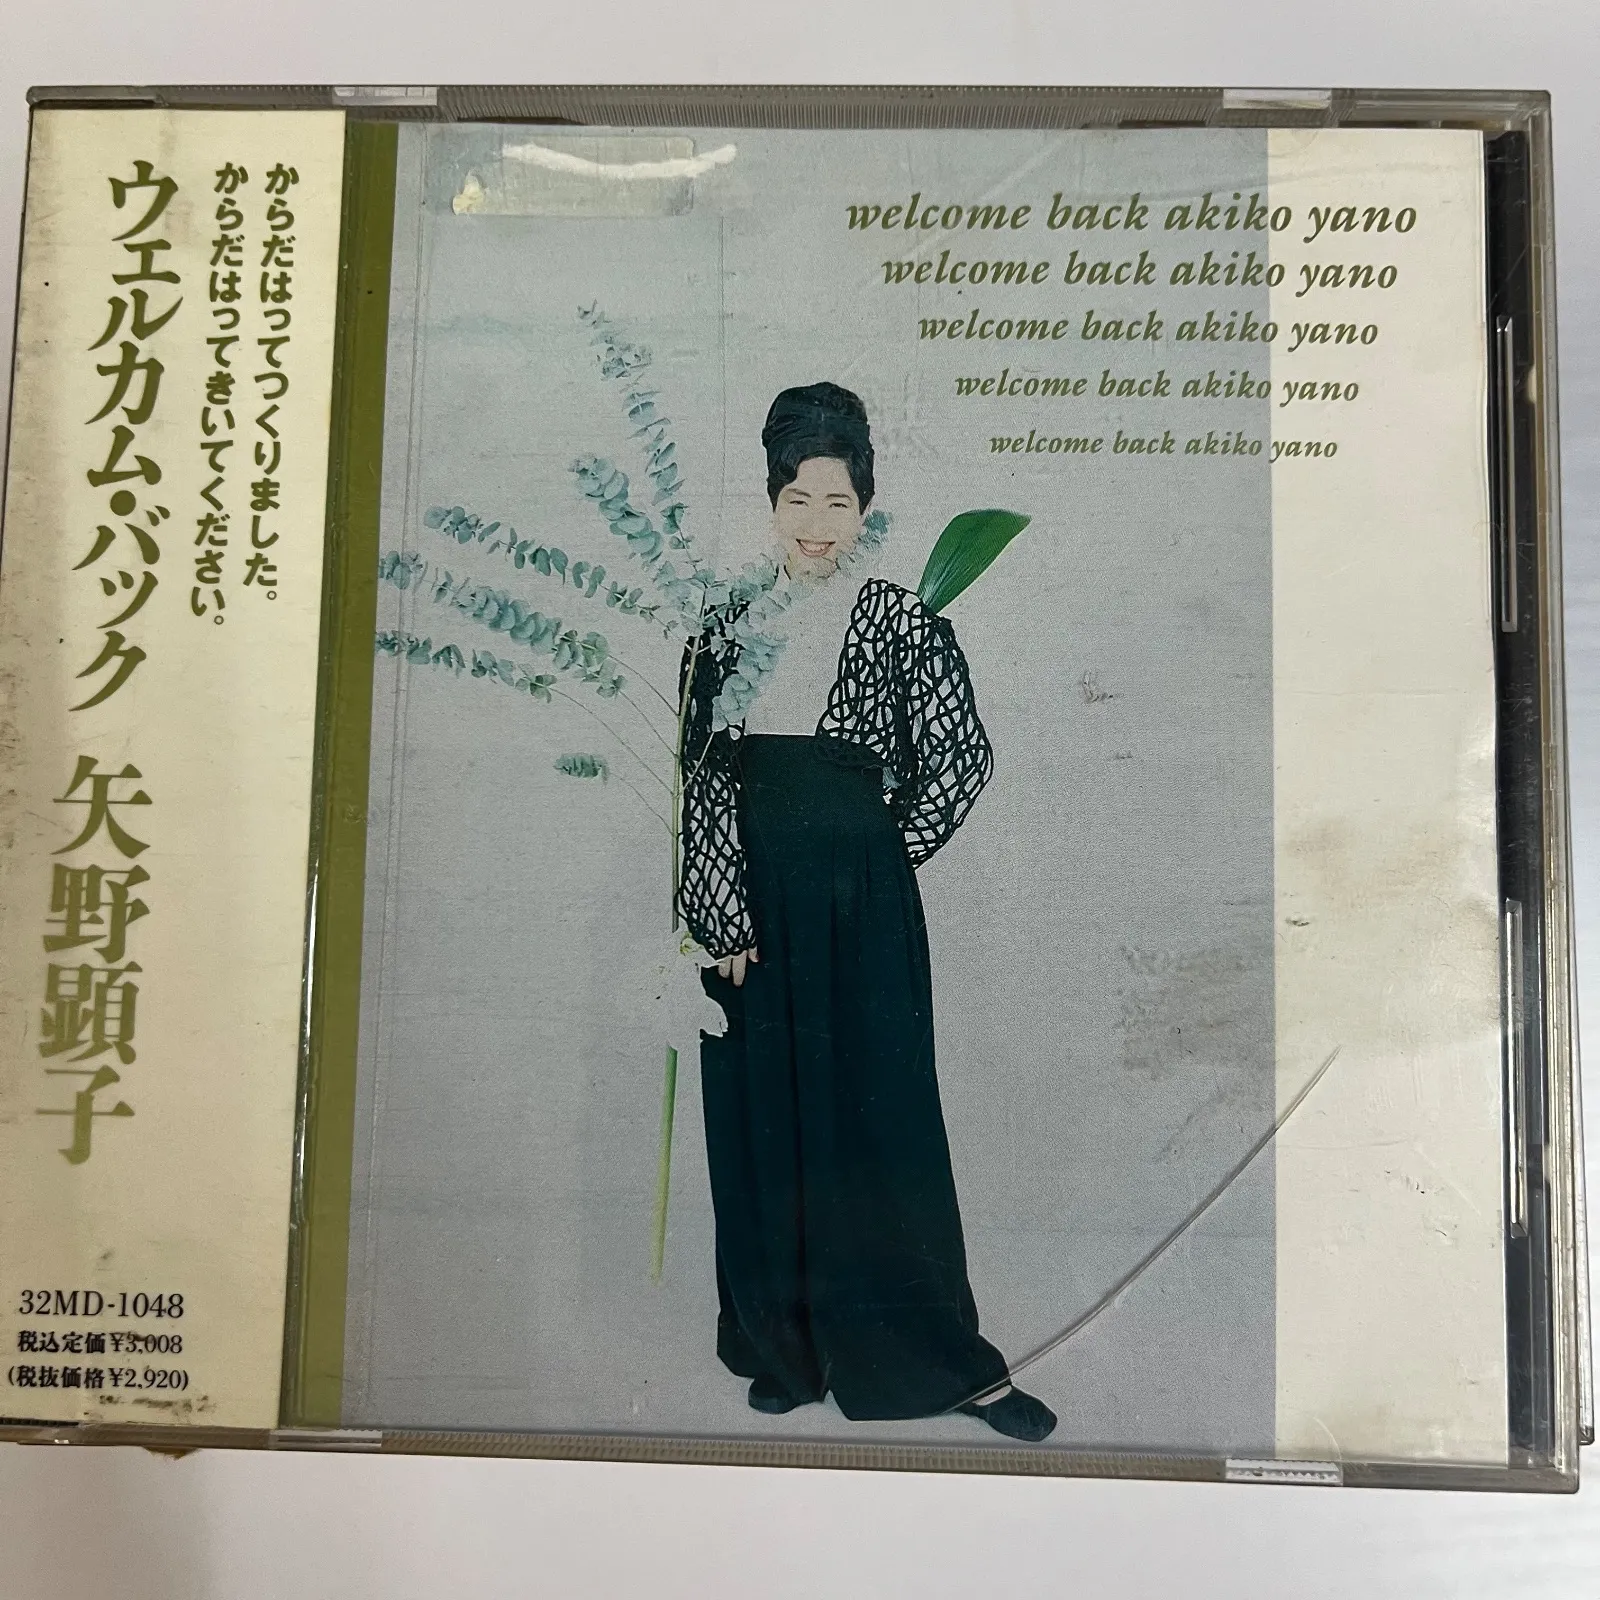 からだはってつくりました。
からだはってきいてください。
ウェルカム・バック 矢野顕子
32MD-1048
税込定価¥3,008
(税抜価格¥2,920)
welcome back akiko yano
welcome back akiko yano
welcome back akiko yano
welcome back akiko yano
welcome back akiko yano